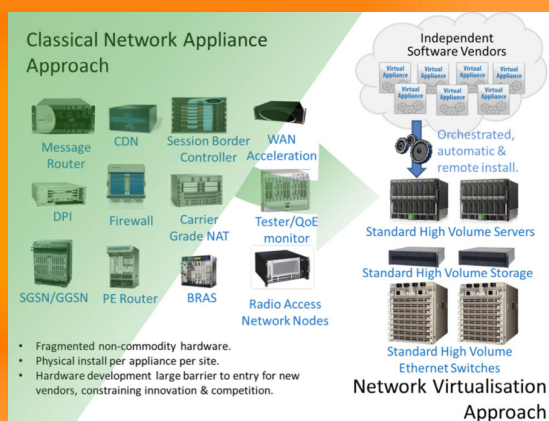 Classical Network Appliance
Approach
Message
Router
CDN
Session Border
Controller
WAN
Acceleration
DPI
Firewall
Carrier
Grade NAT
Tester/QoE
monitor
SGSN/GGSN
PE Router
BRAS
Radio Access
Network Nodes
• Fragmented non-commodity hardware.
• Physical install per appliance per site.
• Hardware development large barrier to entry for new
vendors, constraining innovation & competition.
Independent
Software Vendors
Virtual
Appliance
Virtual
Appliance
Virtual
Appliance
Virtual
Appliance
Virtual
Appliance
Virtual
Appliance
Virtual
Appliance
Orchestrated,
automatic &
remote install.
Standard High Volume Servers
Standard High Volume Storage
Standard High Volume
Ethernet Switches
Network Virtualisation
Approach